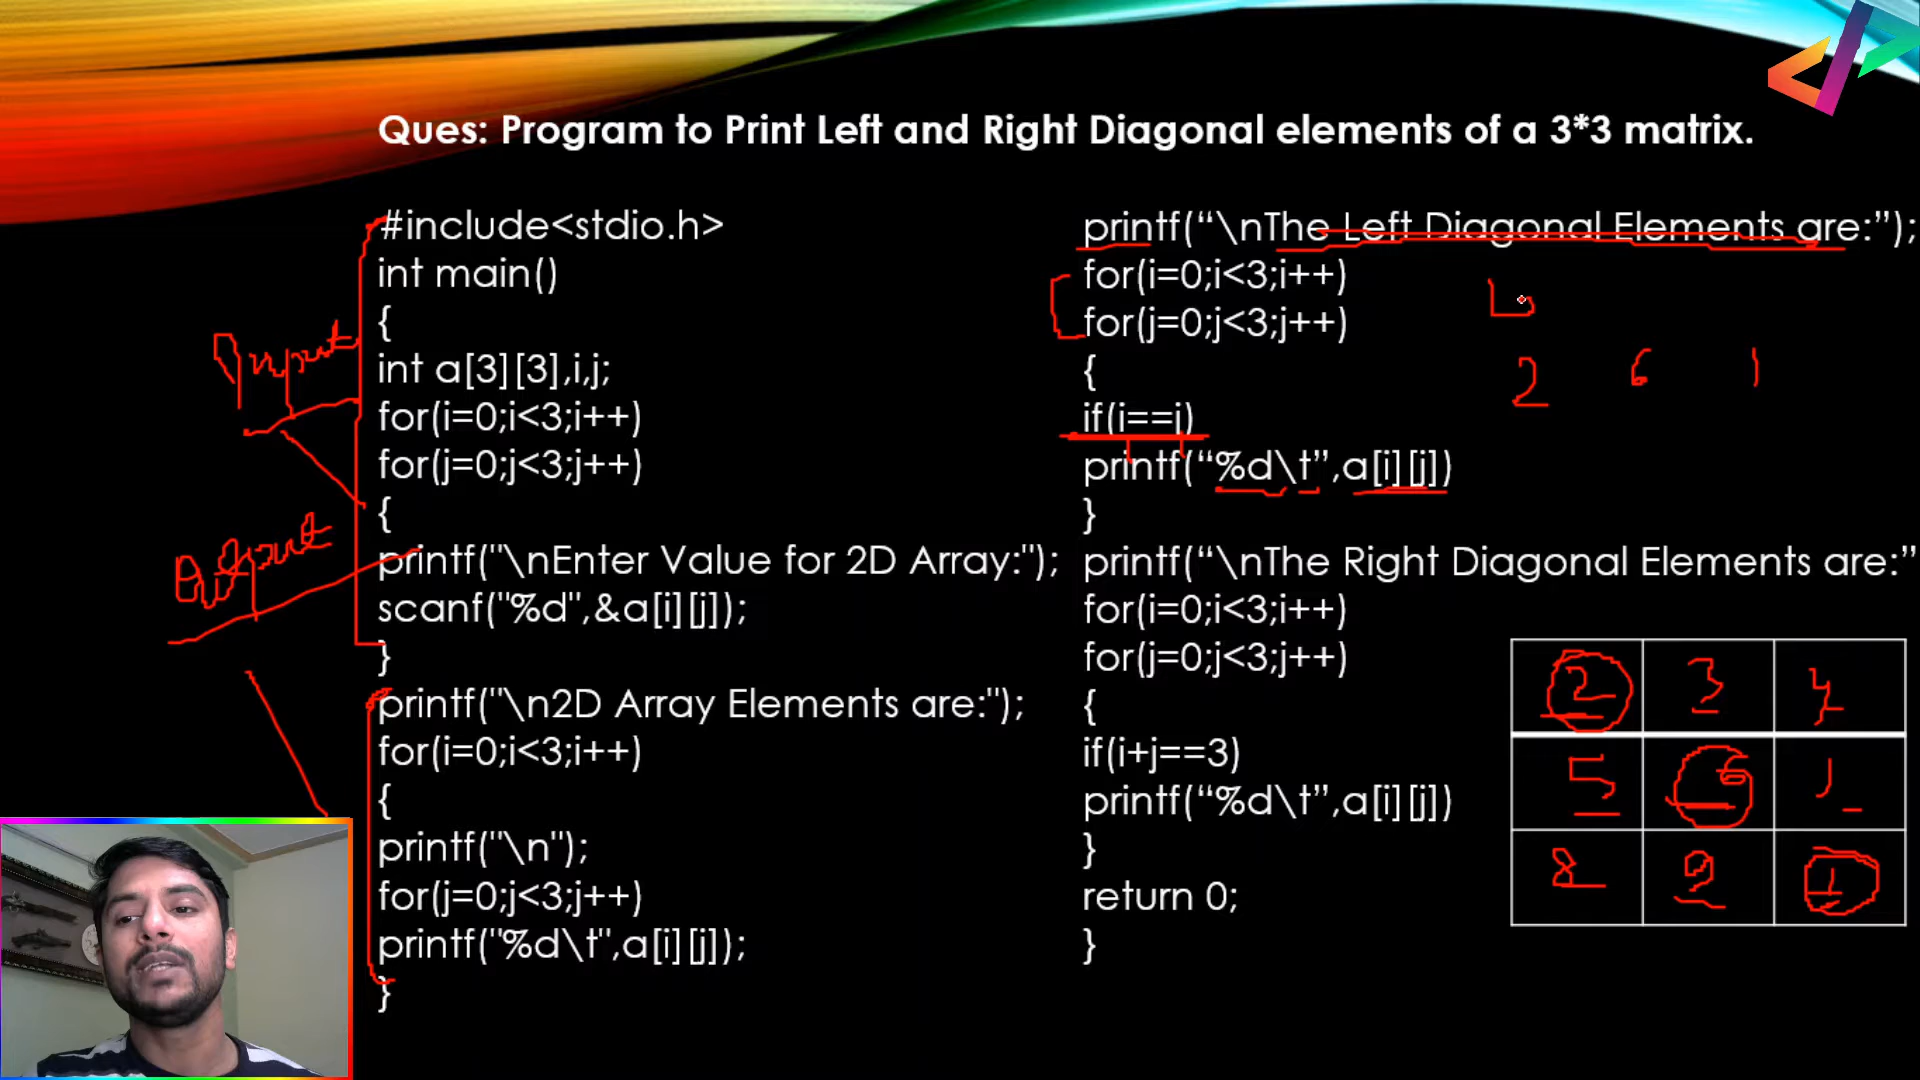 Ques: Program to Print Left and Right Diagonal elements of a 3*3 matrix.
#include<stdio.h>
int main()
{
int a[3][3],i,j;
for(i=0;i<3;i++)
for(j=0;j<3;j++)
{
printf("\nEnter Value for 2D Array:");
scanf("%d",&a[i][j]);
}
printf("\n2D Array Elements are:");
for(i=0;i<3;i++)
{
printf("\n");
for(j=0;j<3;j++)
printf("%d\t",a[i][j]);
}
Input
Output
printf(“\nThe Left Diagonal Elements are:”);
for(i=0;i<3;i++)
for(j=0;j<3;j++)
{
if(i==j)
printf(“%d\t”,a[i][j])
}
printf(“\nThe Right Diagonal Elements are:”
for(i=0;i<3;i++)
for(j=0;j<3;j++)
{
if(i+j==3)
printf(“%d\t”,a[i][j])
}
return 0;
}
2 6 1
2 3 4
5 6 1
8 9 1